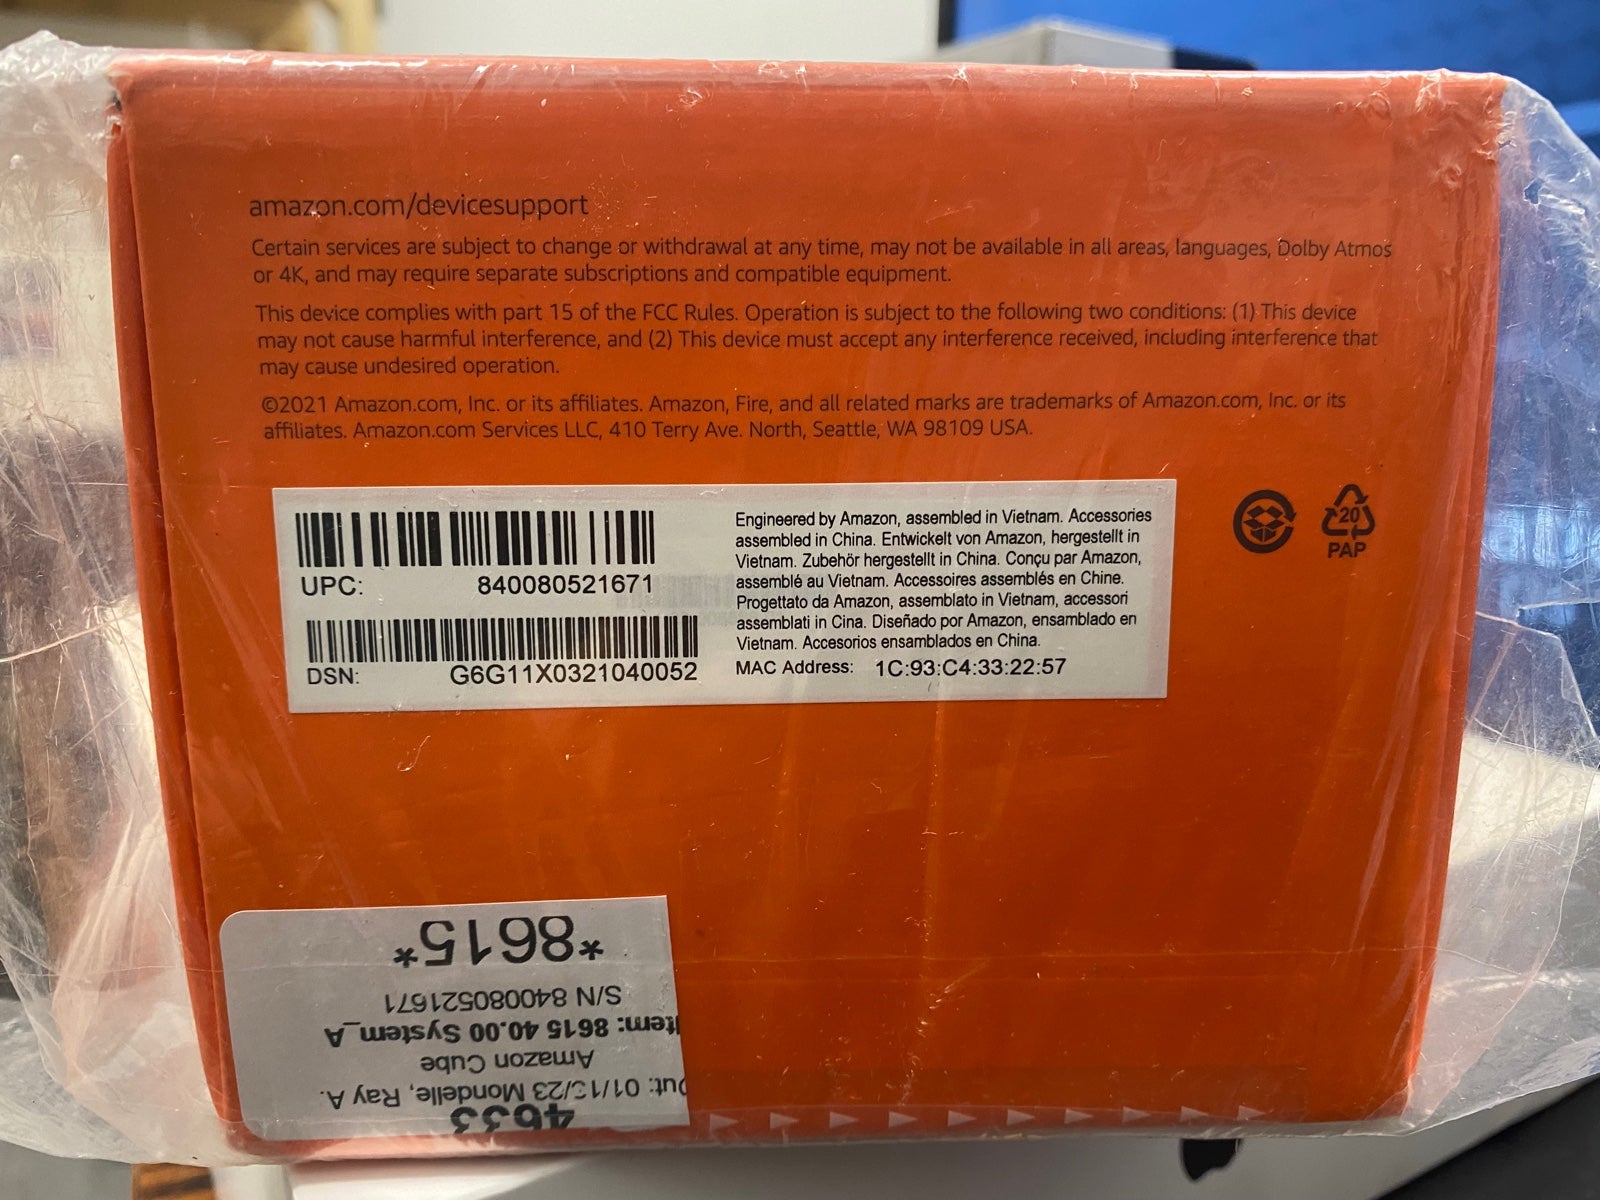 amazon.com/devicesupport
Certain services are subject to change or withdrawal at any time, may not be available in all areas, languages, Dolby Atmos
or 4K, and may require separate subscriptions and compatible equipment.
This device complies with part 15 of the FCC Rules. Operation is subject to the following two conditions: (1) This device
may not cause harmful interference, and (2) This device must accept any interference received, including interference that
may cause undesired operation.
©2021 Amazon.com, Inc. or its affiliates. Amazon, Fire, and all related marks are trademarks of Amazon.com, Inc. or its
affiliates. Amazon.com Services LLC, 410 Terry Ave. North, Seattle, WA 98109 USA.
UPC: 840080521671
DSN: G6G11X0321040052
Engineered by Amazon, assembled in Vietnam. Accessories
assembled in China. Entwickelt von Amazon, hergestellt in
Vietnam. Zubehör hergestellt in China. Conçu par Amazon,
assemblé au Vietnam. Accessoires assemblés en Chine.
Progettato da Amazon, assemblato in Vietnam, accessori
assemblati in Cina. Diseñado por Amazon, ensamblado en
Vietnam. Accesorios ensamblados en China.
MAC Address: 1C:93:C4:33:22:57
20
PAP
4633
Out: 01/13/23 Mondelle, Ray A.
Amazon Cube
Item: 8615 40.00 System_A
S/N 840080521671
*8615*